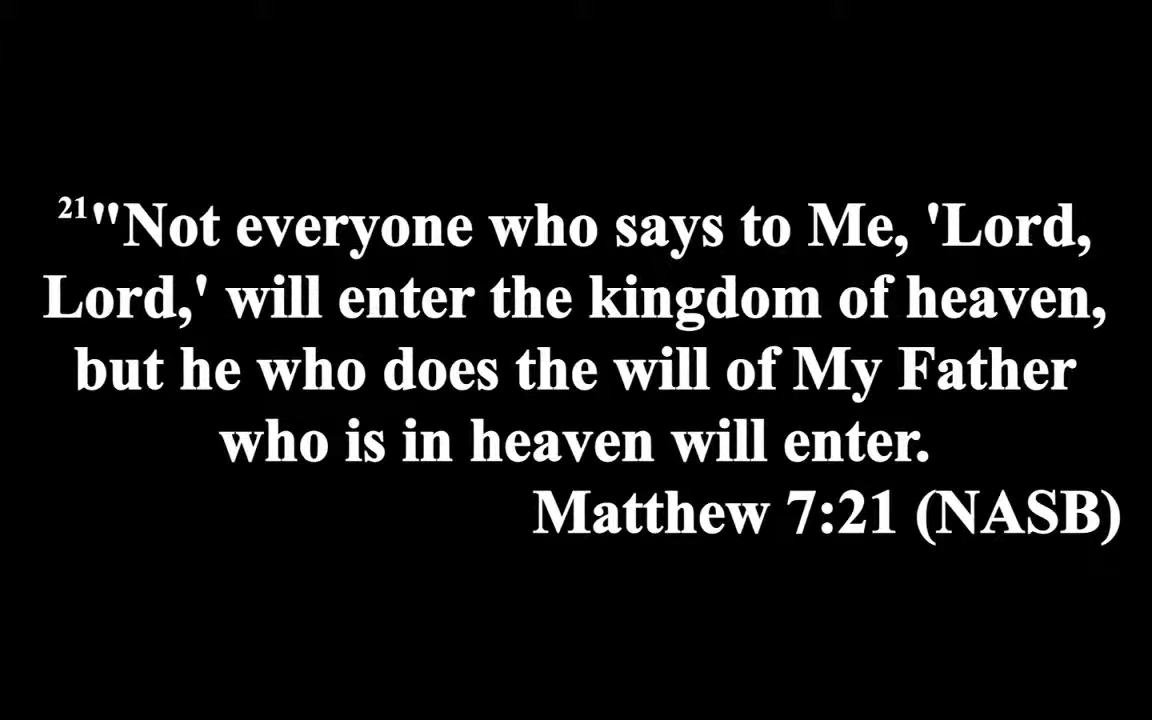 21"Not everyone who says to Me, 'Lord,
Lord,' will enter the kingdom of heaven,
but he who does the will of My Father
who is in heaven will enter.
Matthew 7:21 (NASB)